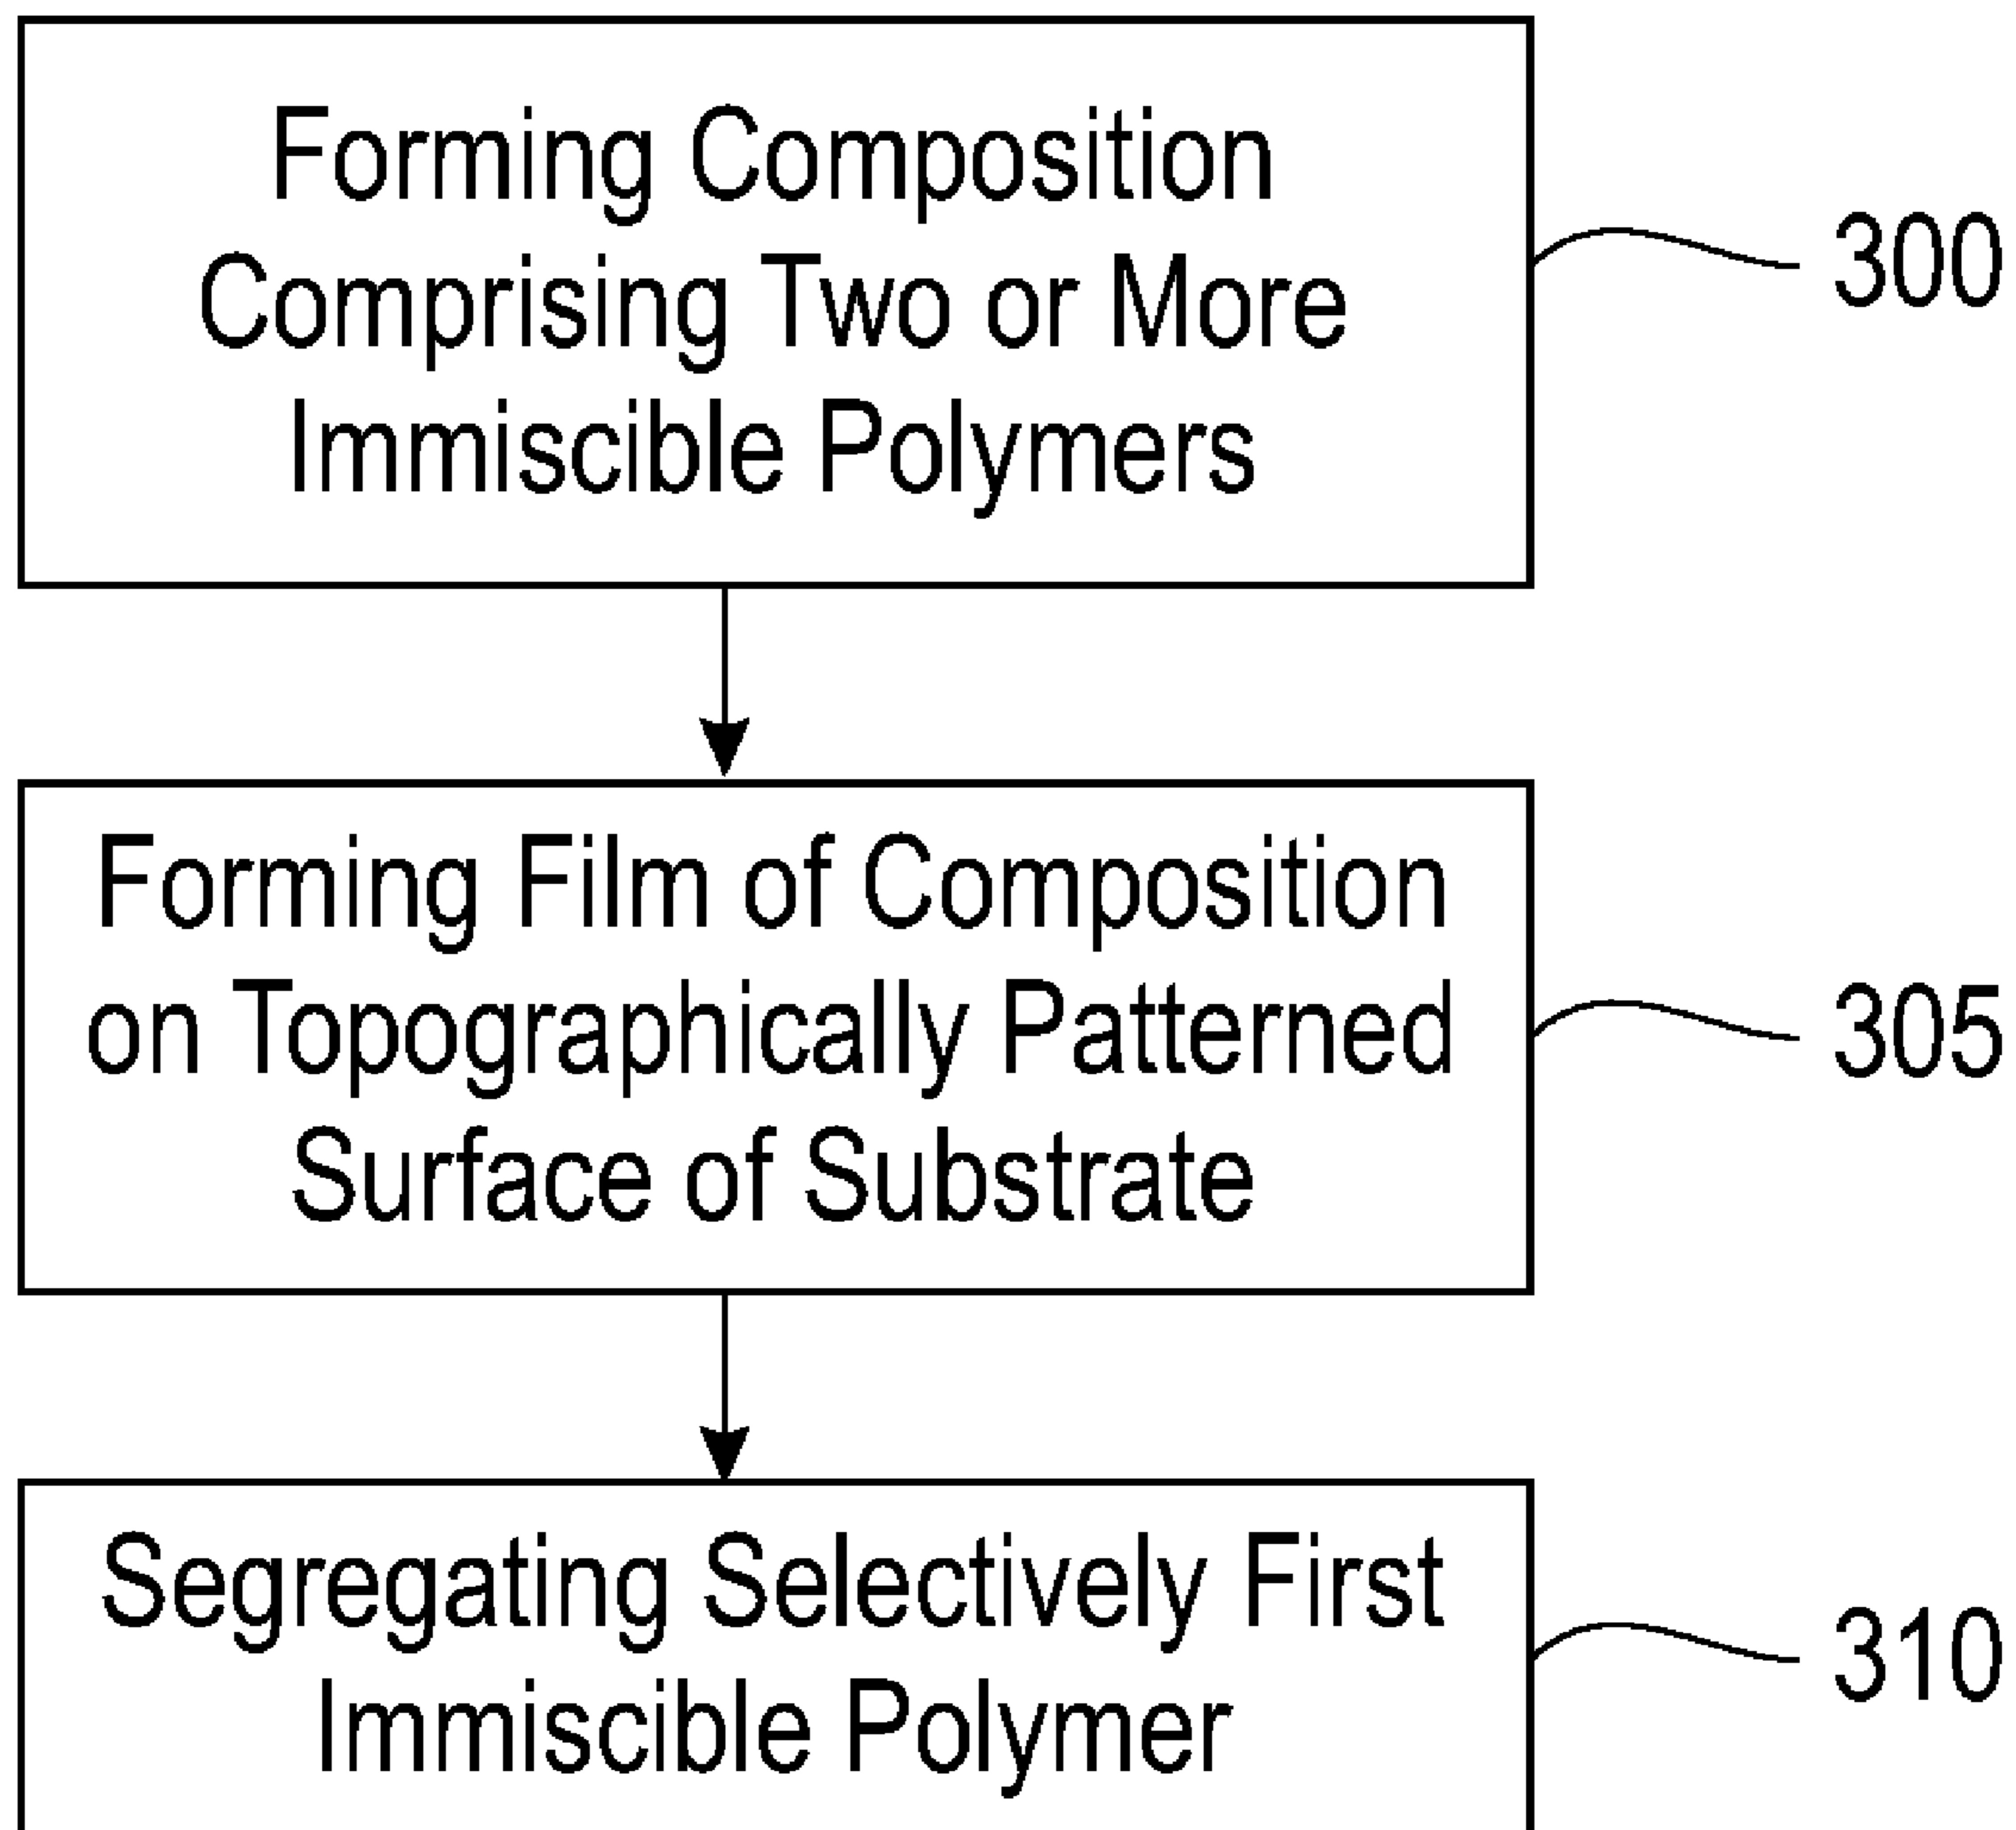 Forming Composition
Comprising Two or More
Immiscible Polymers
300
Forming Film of Composition
on Topographically Patterned
Surface of Substrate
305
Segregating Selectively First
Immiscible Polymer
310